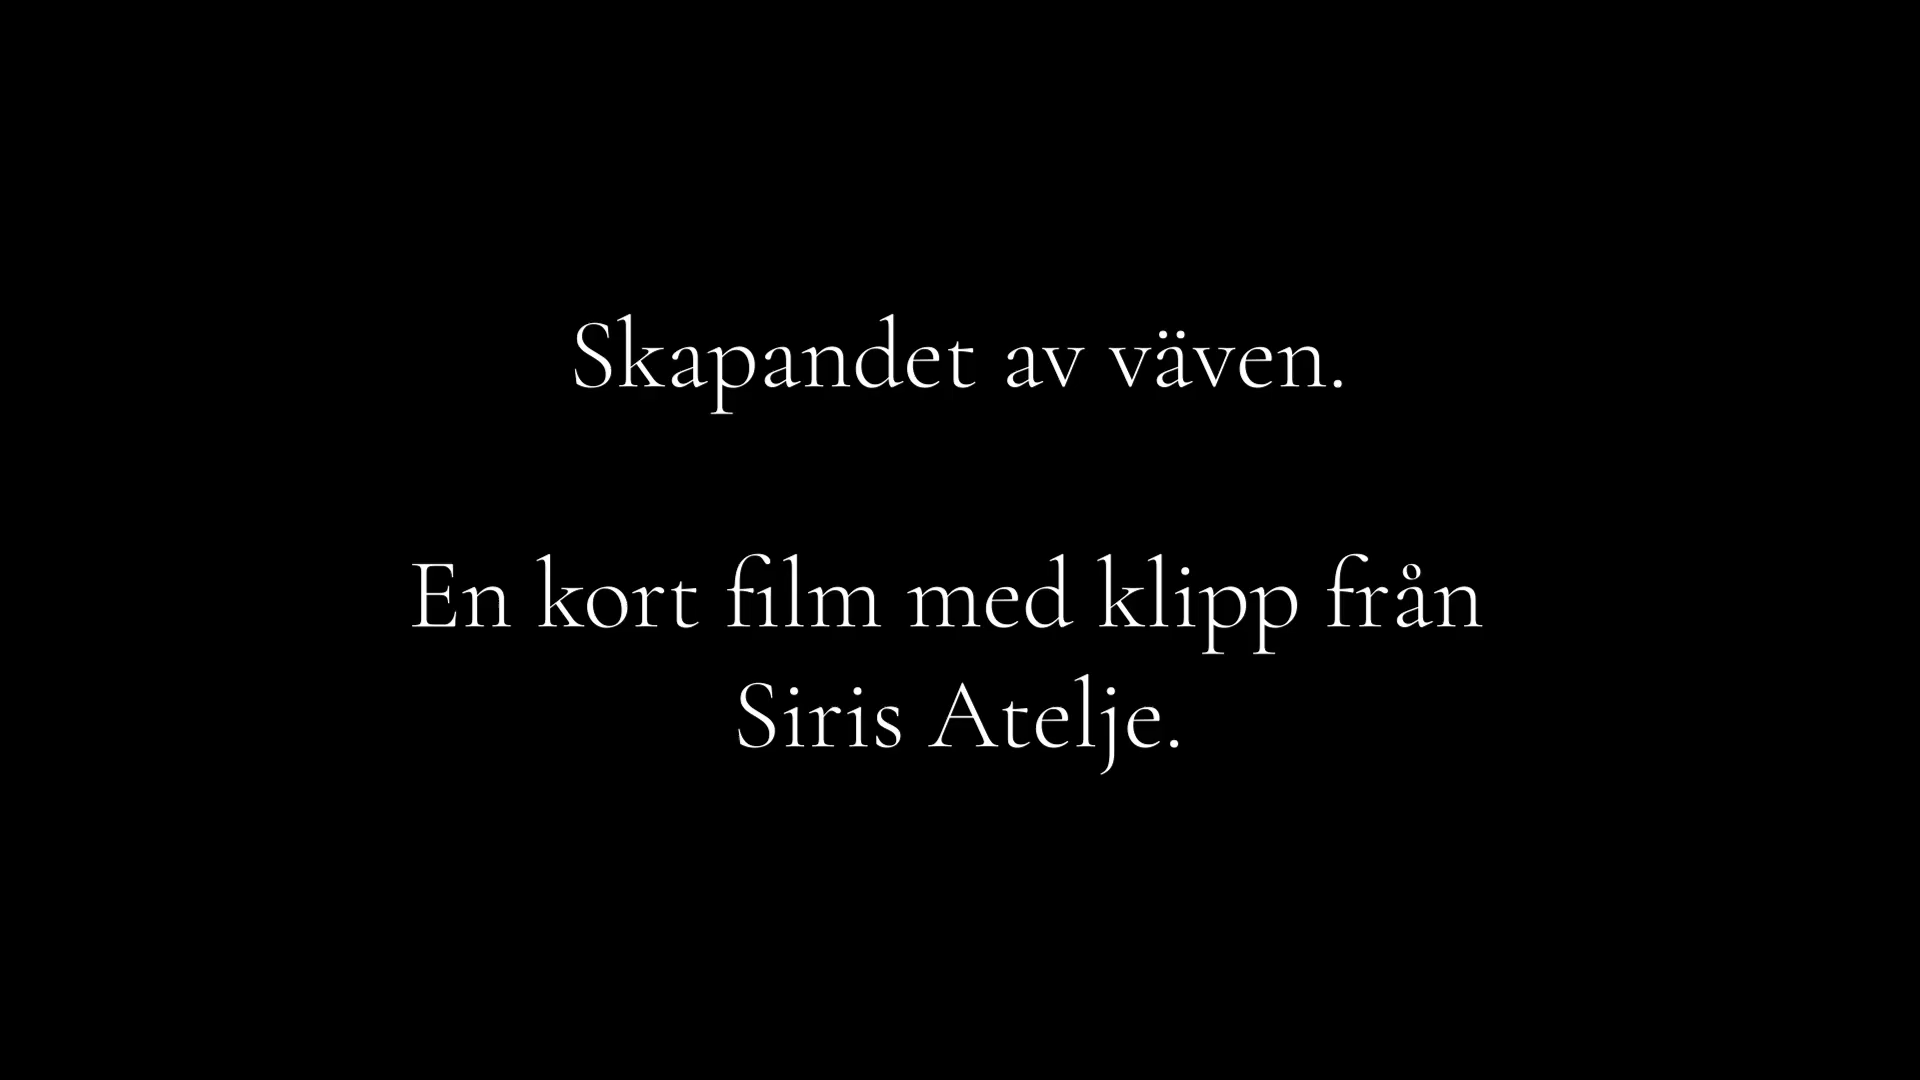 Skapandet av väven.
En kort film med klipp från
Siris Atelje.